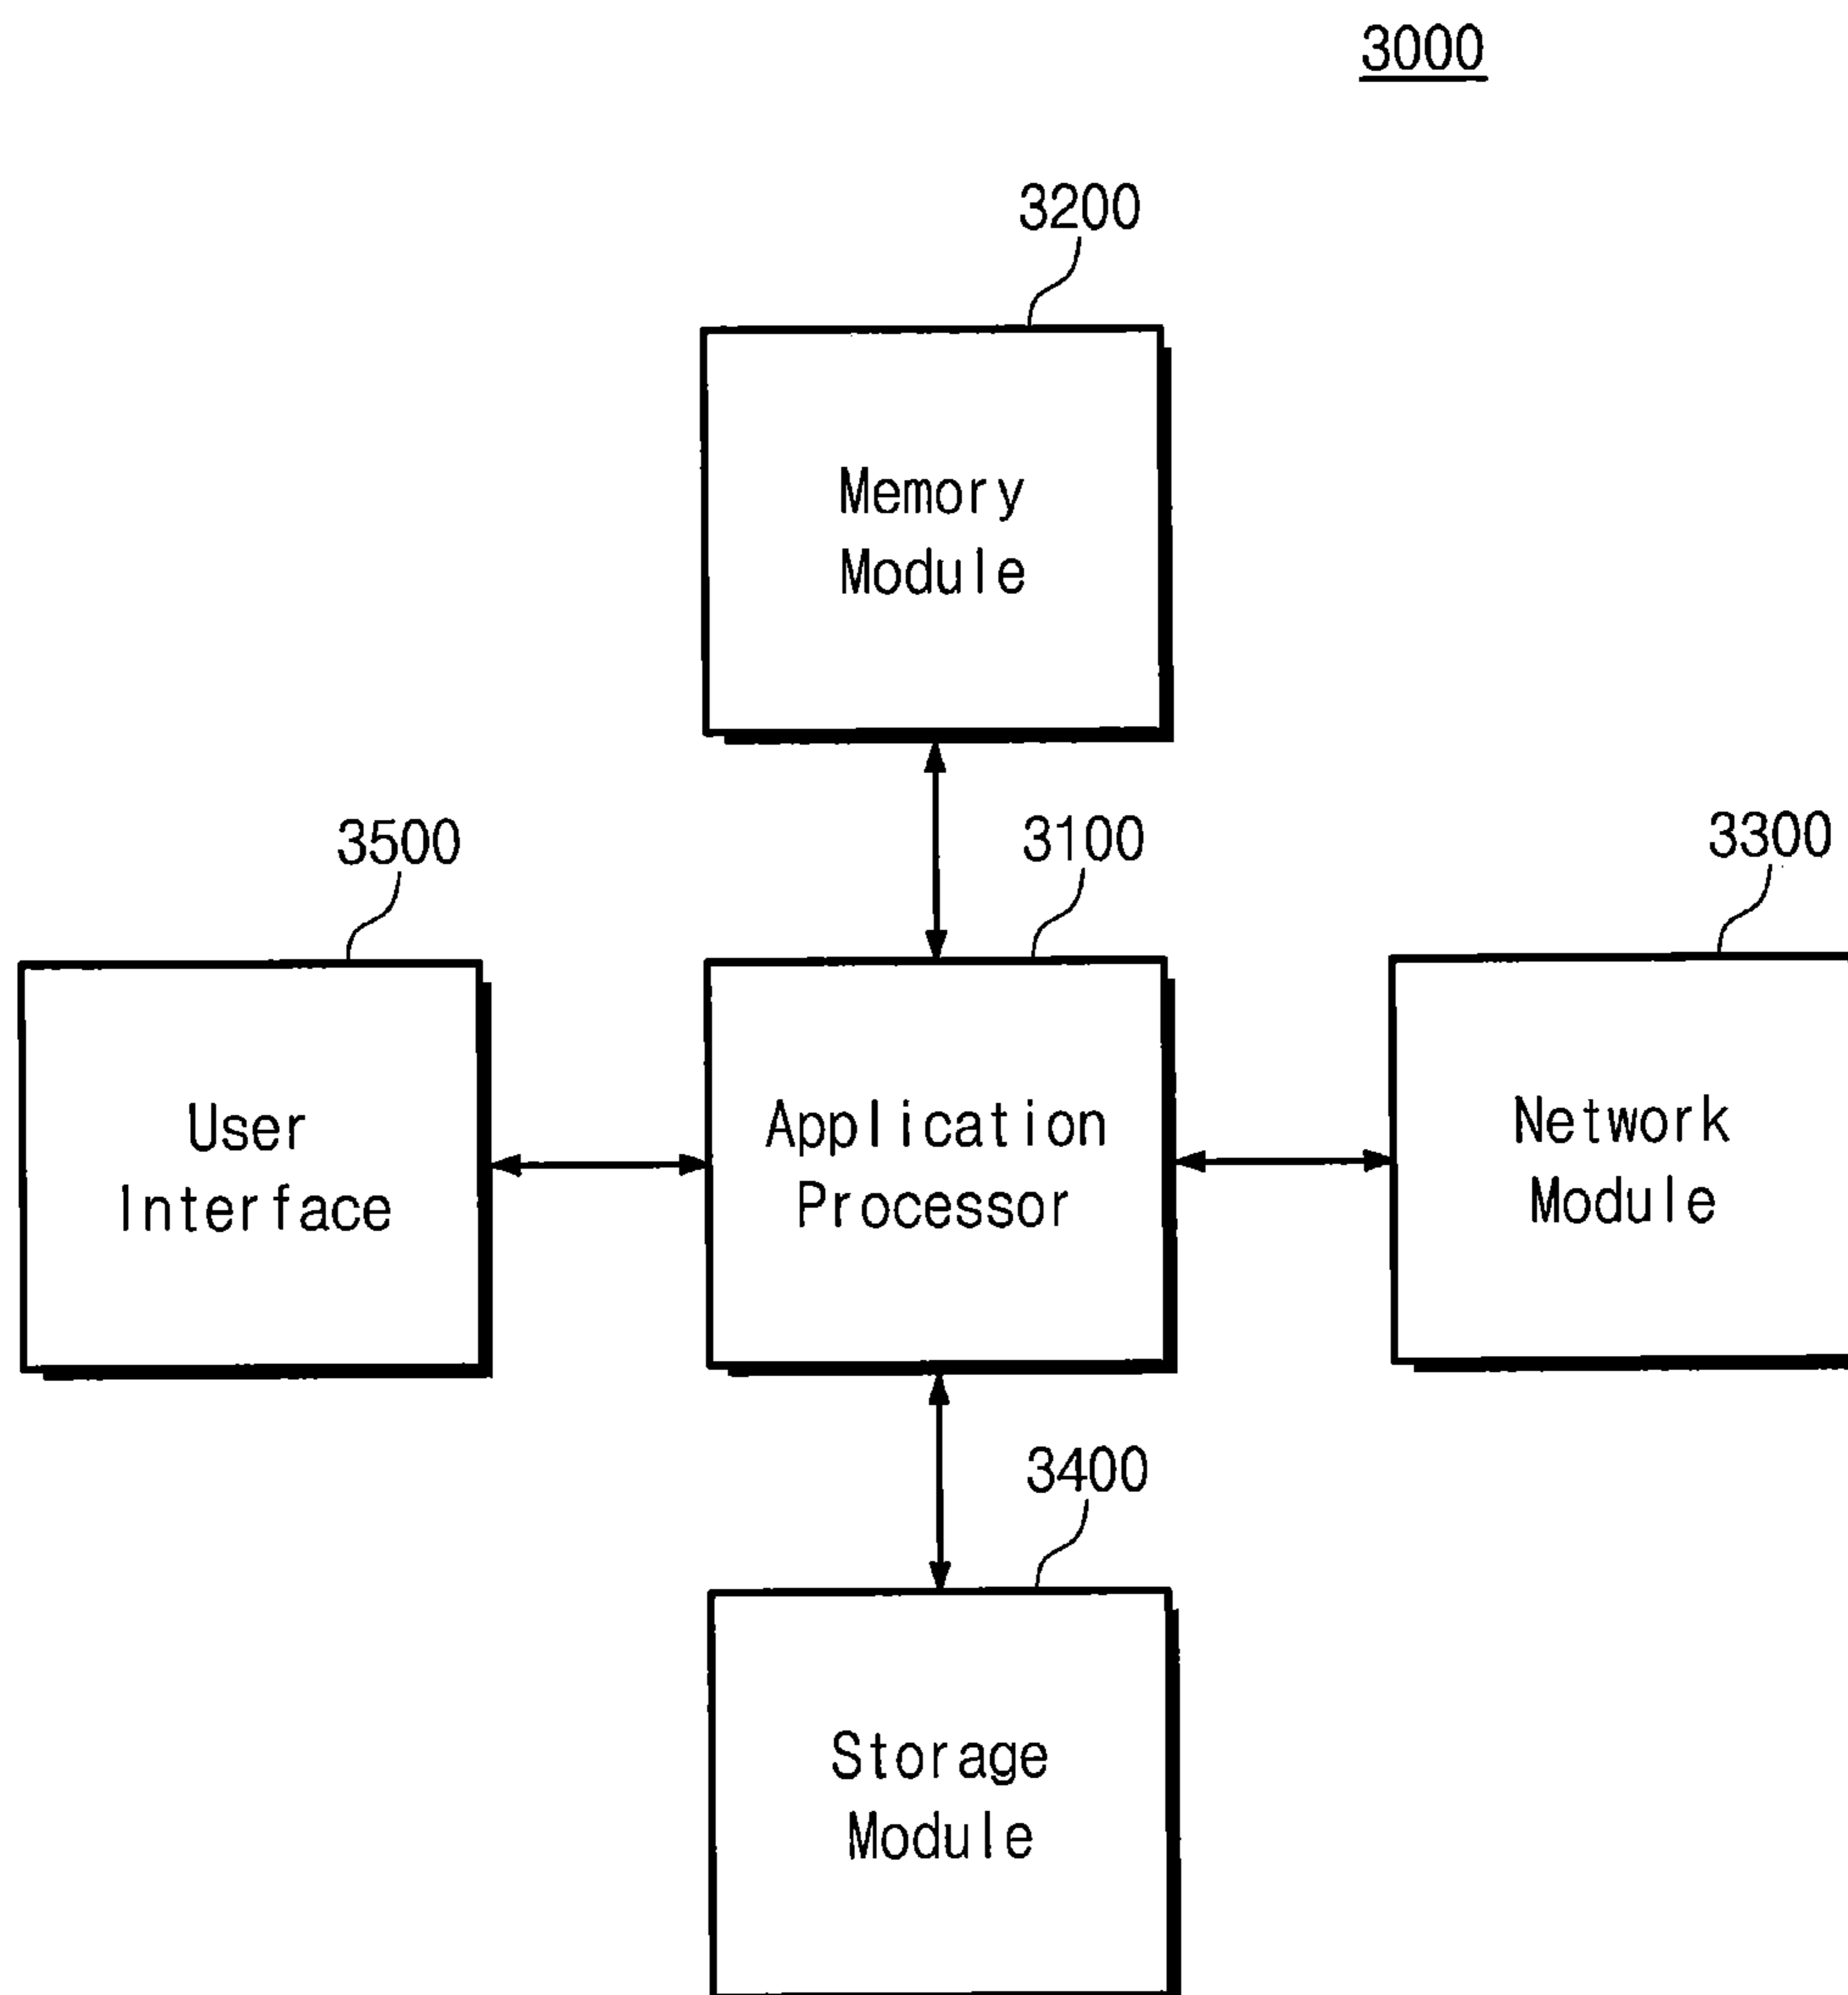 3000
3200
Memory
Module
3500
3100
3300
User
Interface
Application
Processor
Network
Module
3400
Storage
Module